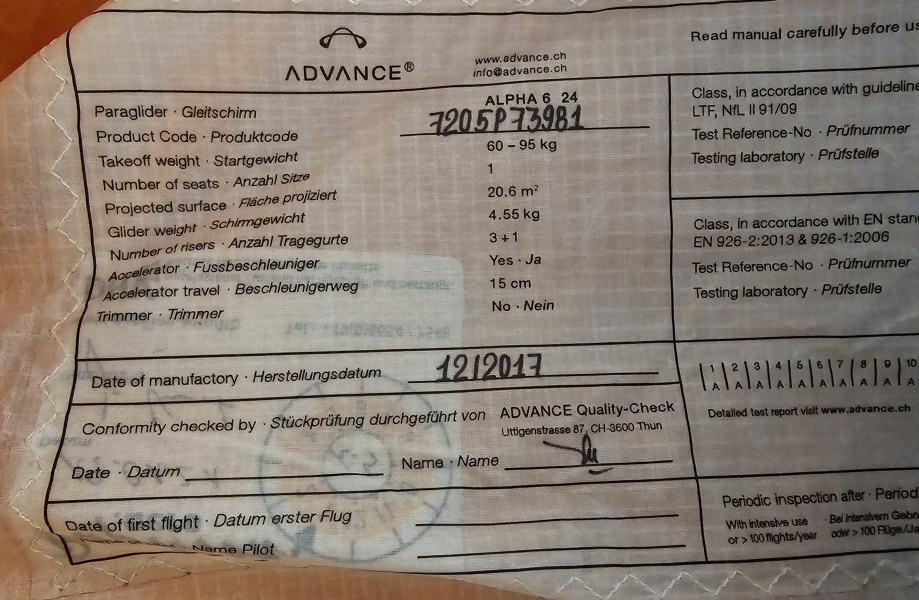 ADVANCE®
www.advance.ch
info@advance.ch
Read manual carefully before us
Paraglider · Gleitschirm ALPHA 6 24
Product Code · Produktcode 7205P73981
Takeoff weight · Startgewicht 60 – 95 kg
Number of seats · Anzahl Sitze 1
Projected surface · Fläche projiziert 20.6 m²
Glider weight · Schirmgewicht 4.55 kg
Number of risers · Anzahl Tragegurte 3 + 1
Accelerator · Fussbeschleuniger Yes · Ja
Accelerator travel · Beschleunigerweg 15 cm
Trimmer · Trimmer No · Nein
Date of manufactory · Herstellungsdatum 12/2017
Conformity checked by · Stückprüfung durchgeführt von ADVANCE Quality-Check
Uttigenstrasse 87, CH-3600 Thun
Date · Datum Name · Name
Date of first flight · Datum erster Flug
Name Pilot
Class, in accordance with guideline
LTF, NfL II 91/09
Test Reference-No · Prüfnummer
Testing laboratory · Prüfstelle
Class, in accordance with EN stan
EN 926-2:2013 & 926-1:2006
Test Reference-No · Prüfnummer
Testing laboratory · Prüfstelle
1 2 3 4 5 6 7 8 9 10
A A A A A A A A A A
Detailed test report visit www.advance.ch
Periodic inspection after · Period
With intensive use · Bei intensivem Gebr
or > 100 flights/year oder > 100 Flüge/Ja